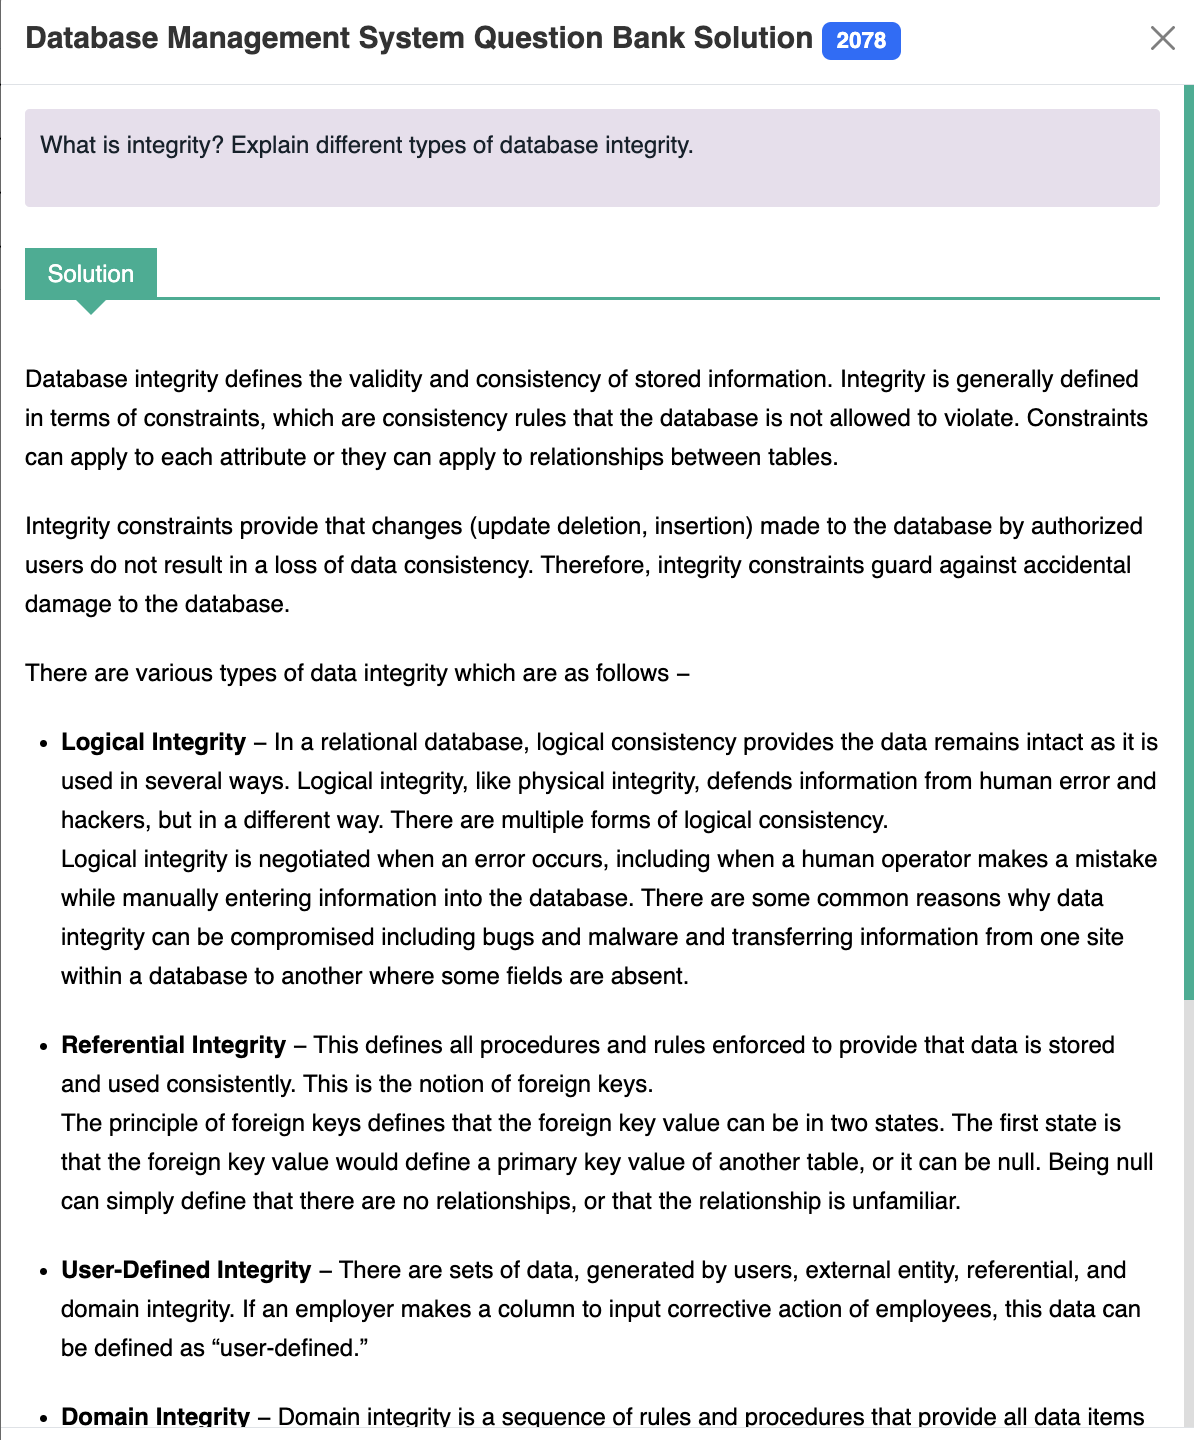 Database Management System Question Bank Solution 2078
What is integrity? Explain different types of database integrity.
Solution
Database integrity defines the validity and consistency of stored information. Integrity is generally defined
in terms of constraints, which are consistency rules that the database is not allowed to violate. Constraints
can apply to each attribute or they can apply to relationships between tables.
Integrity constraints provide that changes (update deletion, insertion) made to the database by authorized
users do not result in a loss of data consistency. Therefore, integrity constraints guard against accidental
damage to the database.
There are various types of data integrity which are as follows –
• Logical Integrity – In a relational database, logical consistency provides the data remains intact as it is
used in several ways. Logical integrity, like physical integrity, defends information from human error and
hackers, but in a different way. There are multiple forms of logical consistency.
Logical integrity is negotiated when an error occurs, including when a human operator makes a mistake
while manually entering information into the database. There are some common reasons why data
integrity can be compromised including bugs and malware and transferring information from one site
within a database to another where some fields are absent.
• Referential Integrity – This defines all procedures and rules enforced to provide that data is stored
and used consistently. This is the notion of foreign keys.
The principle of foreign keys defines that the foreign key value can be in two states. The first state is
that the foreign key value would define a primary key value of another table, or it can be null. Being null
can simply define that there are no relationships, or that the relationship is unfamiliar.
• User-Defined Integrity – There are sets of data, generated by users, external entity, referential, and
domain integrity. If an employer makes a column to input corrective action of employees, this data can
be defined as “user-defined.”
• Domain Integrity – Domain integrity is a sequence of rules and procedures that provide all data items